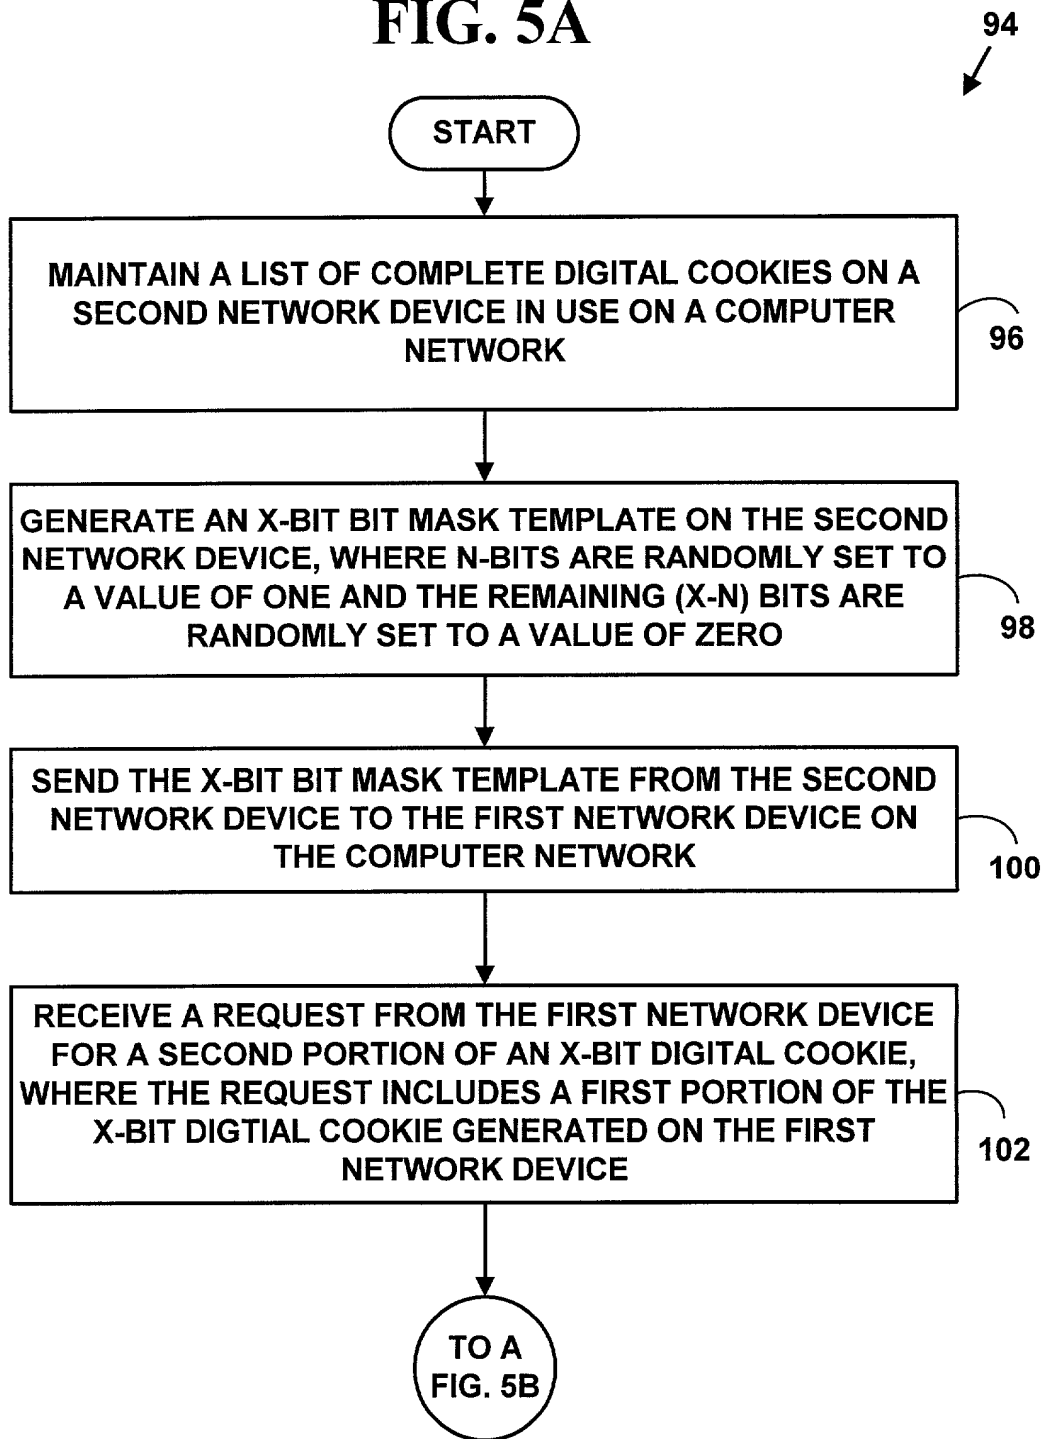 FIG. 5A
94
START
MAINTAIN A LIST OF COMPLETE DIGITAL COOKIES ON A
SECOND NETWORK DEVICE IN USE ON A COMPUTER
NETWORK
96
GENERATE AN X-BIT BIT MASK TEMPLATE ON THE SECOND
NETWORK DEVICE, WHERE N-BITS ARE RANDOMLY SET TO
A VALUE OF ONE AND THE REMAINING (X-N) BITS ARE
RANDOMLY SET TO A VALUE OF ZERO
98
SEND THE X-BIT BIT MASK TEMPLATE FROM THE SECOND
NETWORK DEVICE TO THE FIRST NETWORK DEVICE ON
THE COMPUTER NETWORK
100
RECEIVE A REQUEST FROM THE FIRST NETWORK DEVICE
FOR A SECOND PORTION OF AN X-BIT DIGITAL COOKIE,
WHERE THE REQUEST INCLUDES A FIRST PORTION OF THE
X-BIT DIGTIAL COOKIE GENERATED ON THE FIRST
NETWORK DEVICE
102
TO A
FIG. 5B